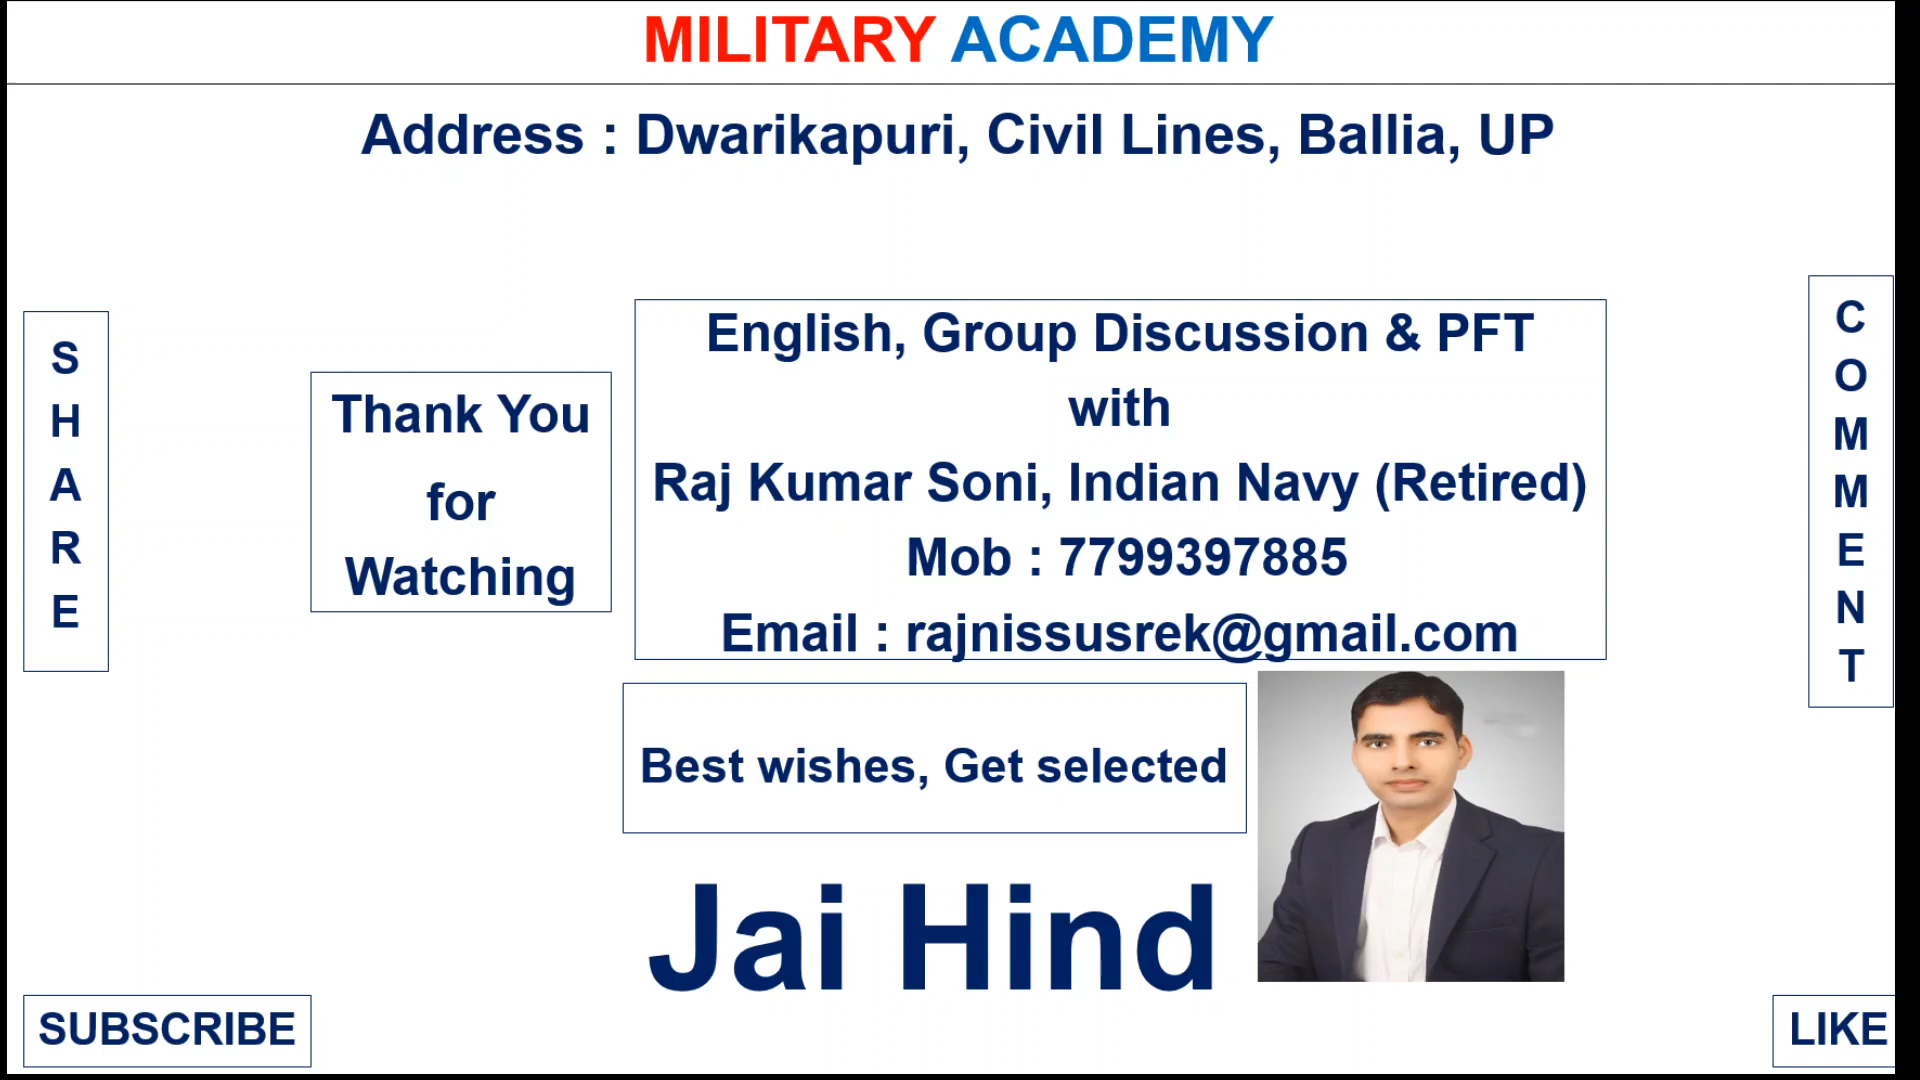 MILITARY ACADEMY
Address : Dwarikapuri, Civil Lines, Ballia, UP
S
H
A
R
E
Thank You
for
Watching
English, Group Discussion & PFT
with
Raj Kumar Soni, Indian Navy (Retired)
Mob : 7799397885
Email : rajnissusrek@gmail.com
C
O
M
M
E
N
T
Best wishes, Get selected
Jai Hind
SUBSCRIBE
LIKE